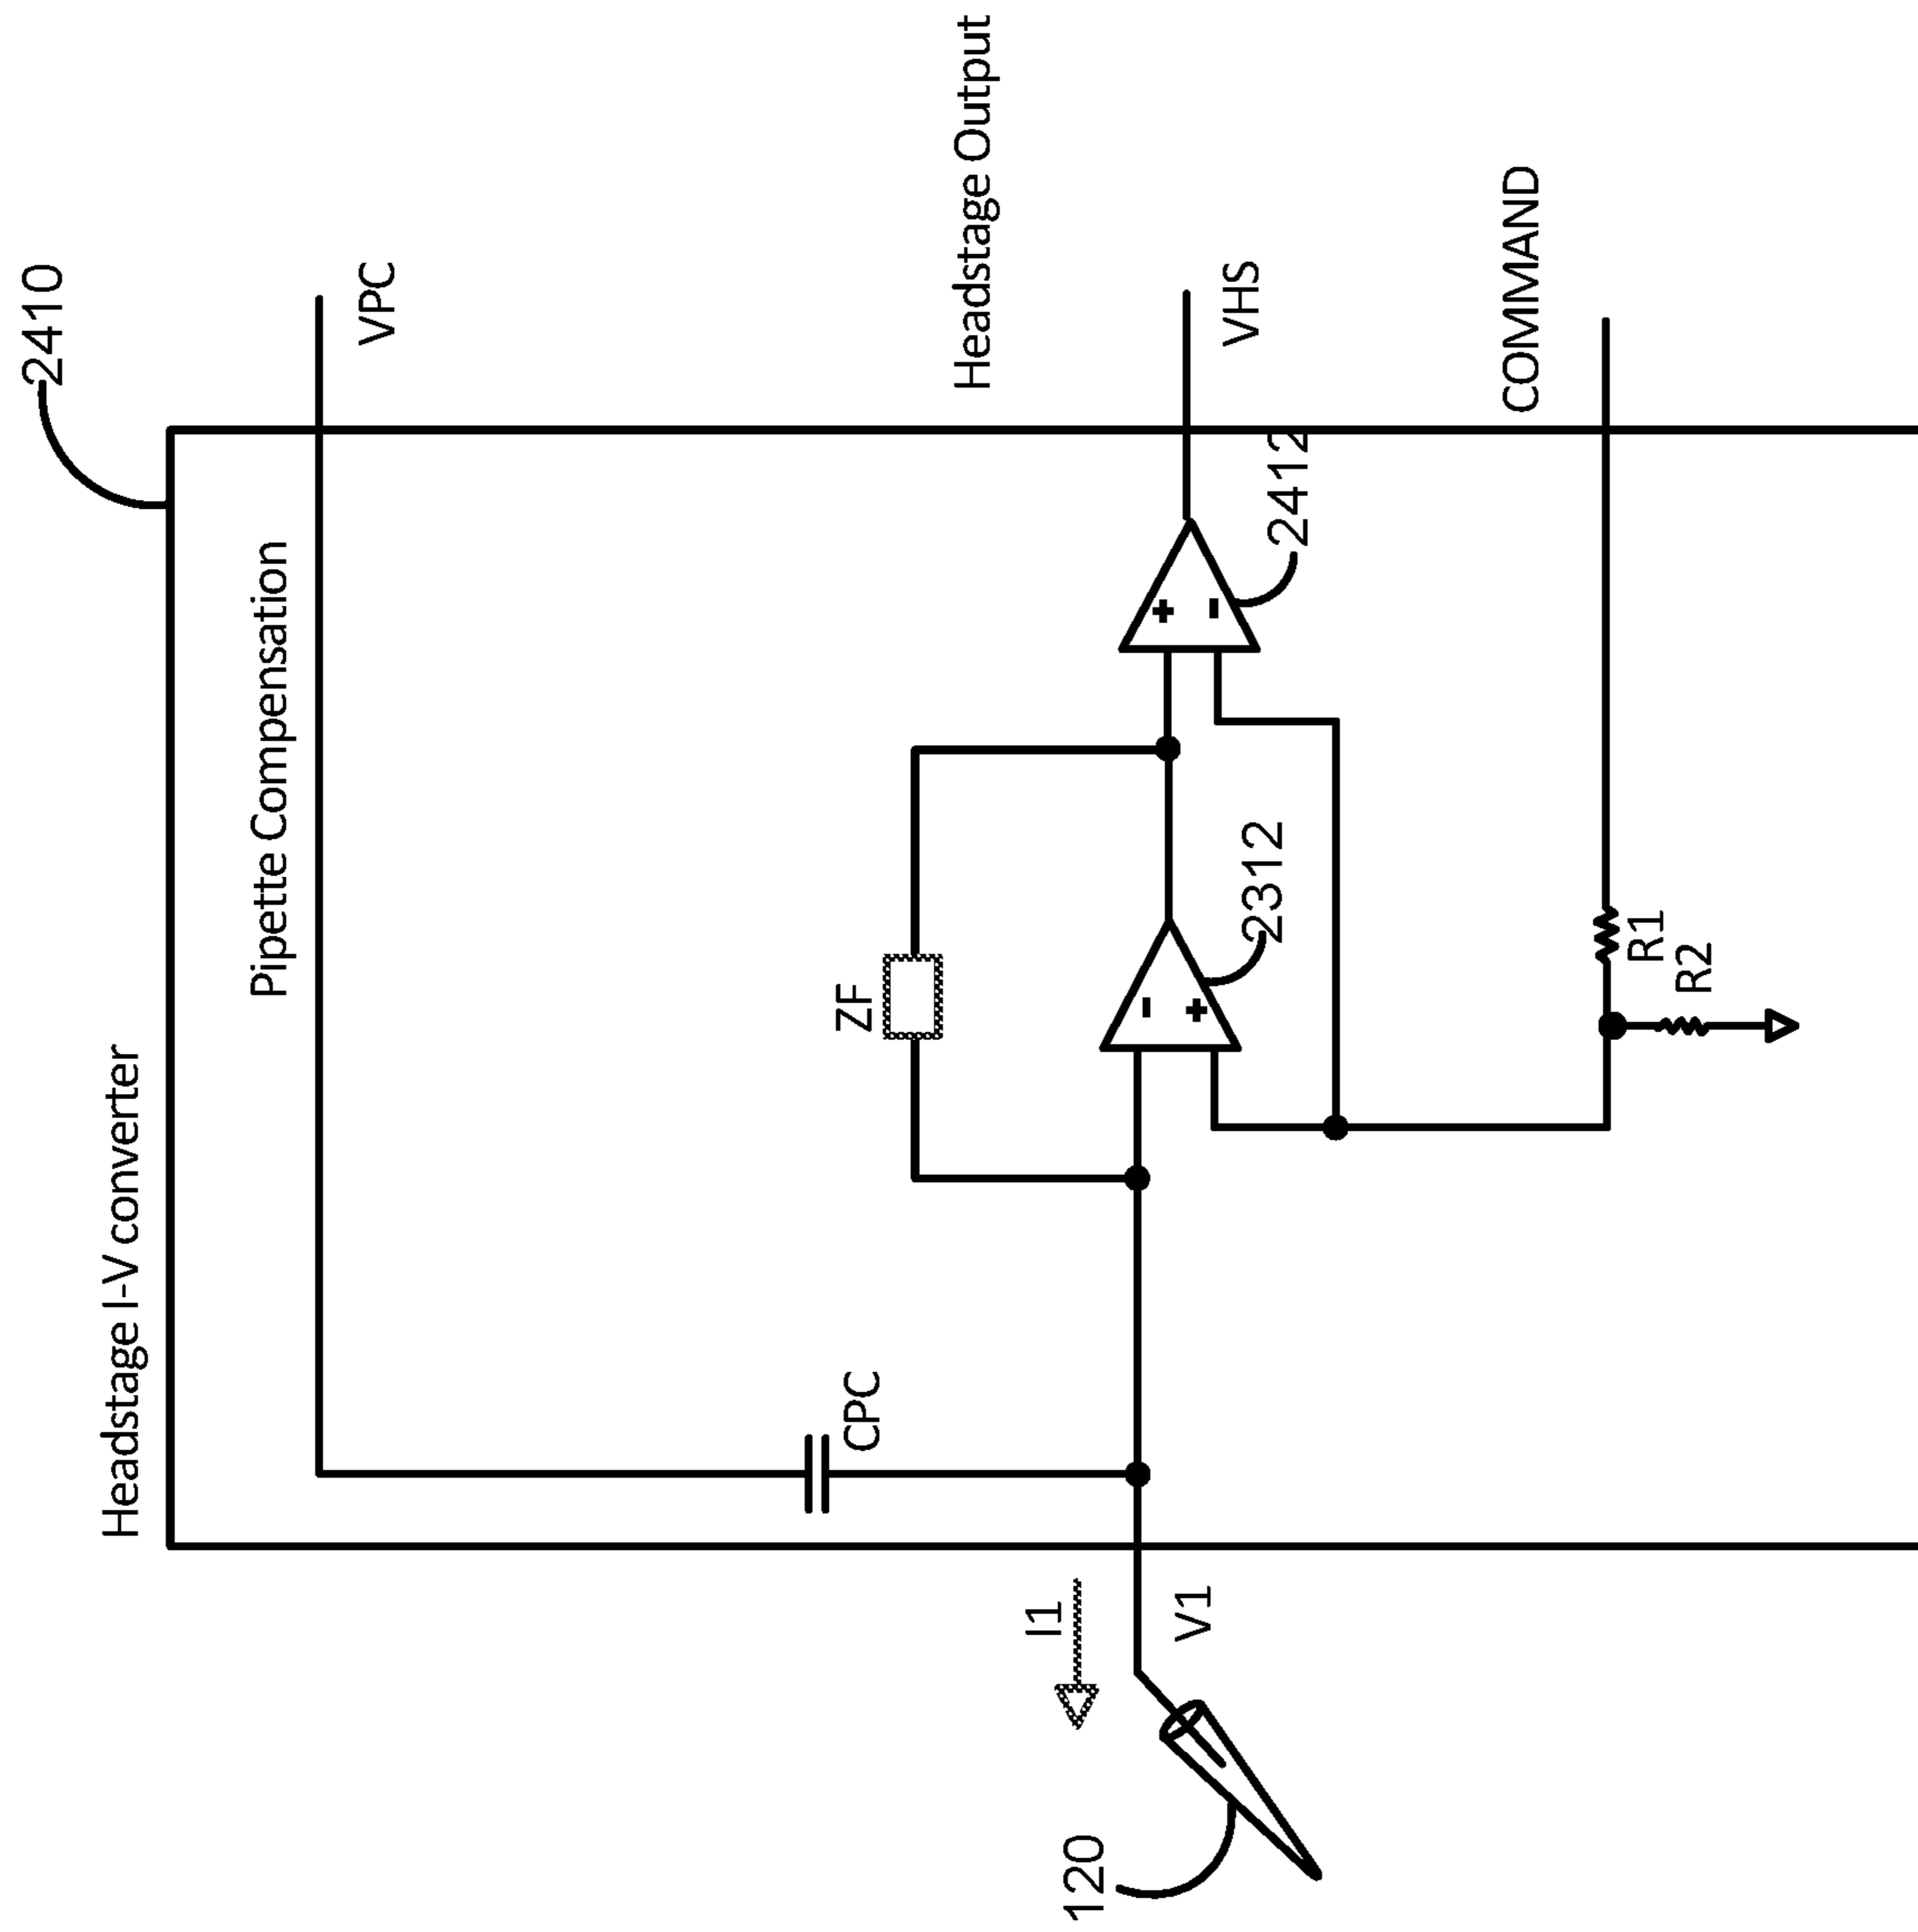 2410
Headstage I-V converter
Pipette Compensation
VPC
Headstage Output
ZF
CPC
I1
-
+
+
-
VHS
V1
120
2312
2412
COMMAND
R1
R2